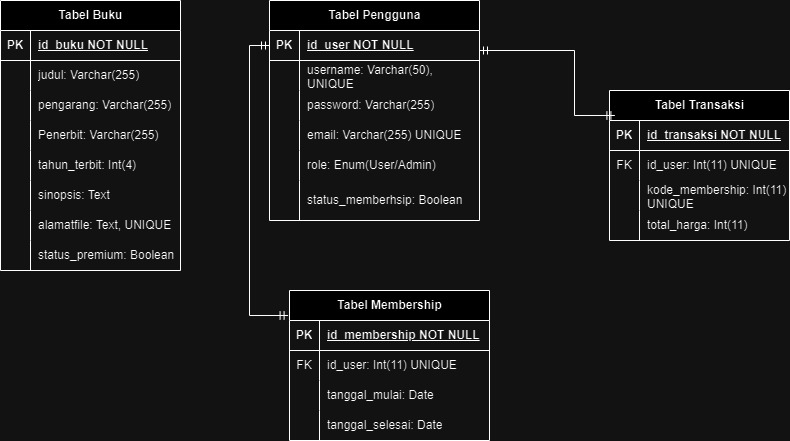 Tabel Buku
PK id_buku NOT NULL
judul: Varchar(255)
pengarang: Varchar(255)
Penerbit: Varchar(255)
tahun_terbit: Int(4)
sinopsis: Text
alamatfile: Text, UNIQUE
status_premium: Boolean
Tabel Pengguna
PK id_user NOT NULL
username: Varchar(50),
UNIQUE
password: Varchar(255)
email: Varchar(255) UNIQUE
role: Enum(User/Admin)
status_memberhsip: Boolean
Tabel Transaksi
PK id_transaksi NOT NULL
FK id_user: Int(11) UNIQUE
kode_membership: Int(11)
UNIQUE
total_harga: Int(11)
Tabel Membership
PK id_membership NOT NULL
FK id_user: Int(11) UNIQUE
tanggal_mulai: Date
tanggal_selesai: Date